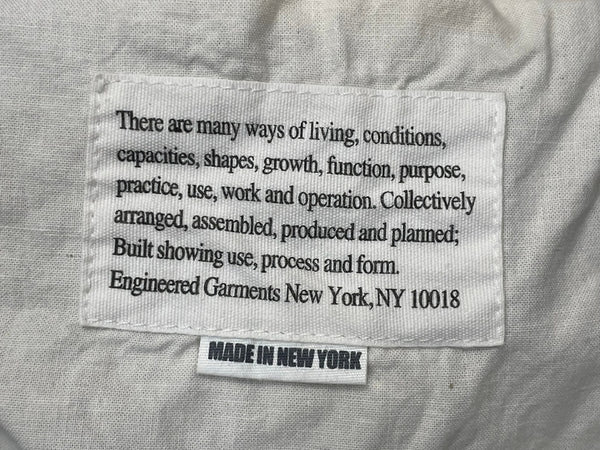 There are many ways of living, conditions,
capacities, shapes, growth, function, purpose,
practice, use, work and operation. Collectively
arranged, assembled, produced and planned;
Built showing use, process and form.
Engineered Garments New York, NY 10018
MADE IN NEW YORK